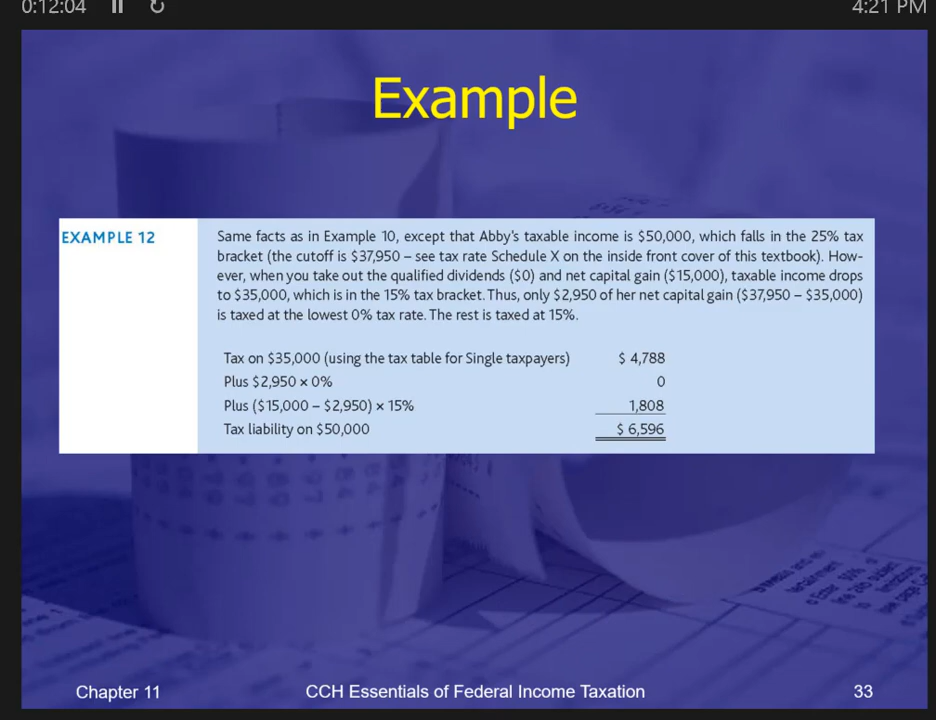 0:12:04 4:21 PM
Example
EXAMPLE 12
Same facts as in Example 10, except that Abby's taxable income is $50,000, which falls in the 25% tax
bracket (the cutoff is $37,950 – see tax rate Schedule X on the inside front cover of this textbook). How-
ever, when you take out the qualified dividends ($0) and net capital gain ($15,000), taxable income drops
to $35,000, which is in the 15% tax bracket. Thus, only $2,950 of her net capital gain ($37,950 – $35,000)
is taxed at the lowest 0% tax rate. The rest is taxed at 15%.
Tax on $35,000 (using the tax table for Single taxpayers) $ 4,788
Plus $2,950 × 0% 0
Plus ($15,000 – $2,950) × 15% 1,808
Tax liability on $50,000 $ 6,596
Chapter 11 CCH Essentials of Federal Income Taxation 33